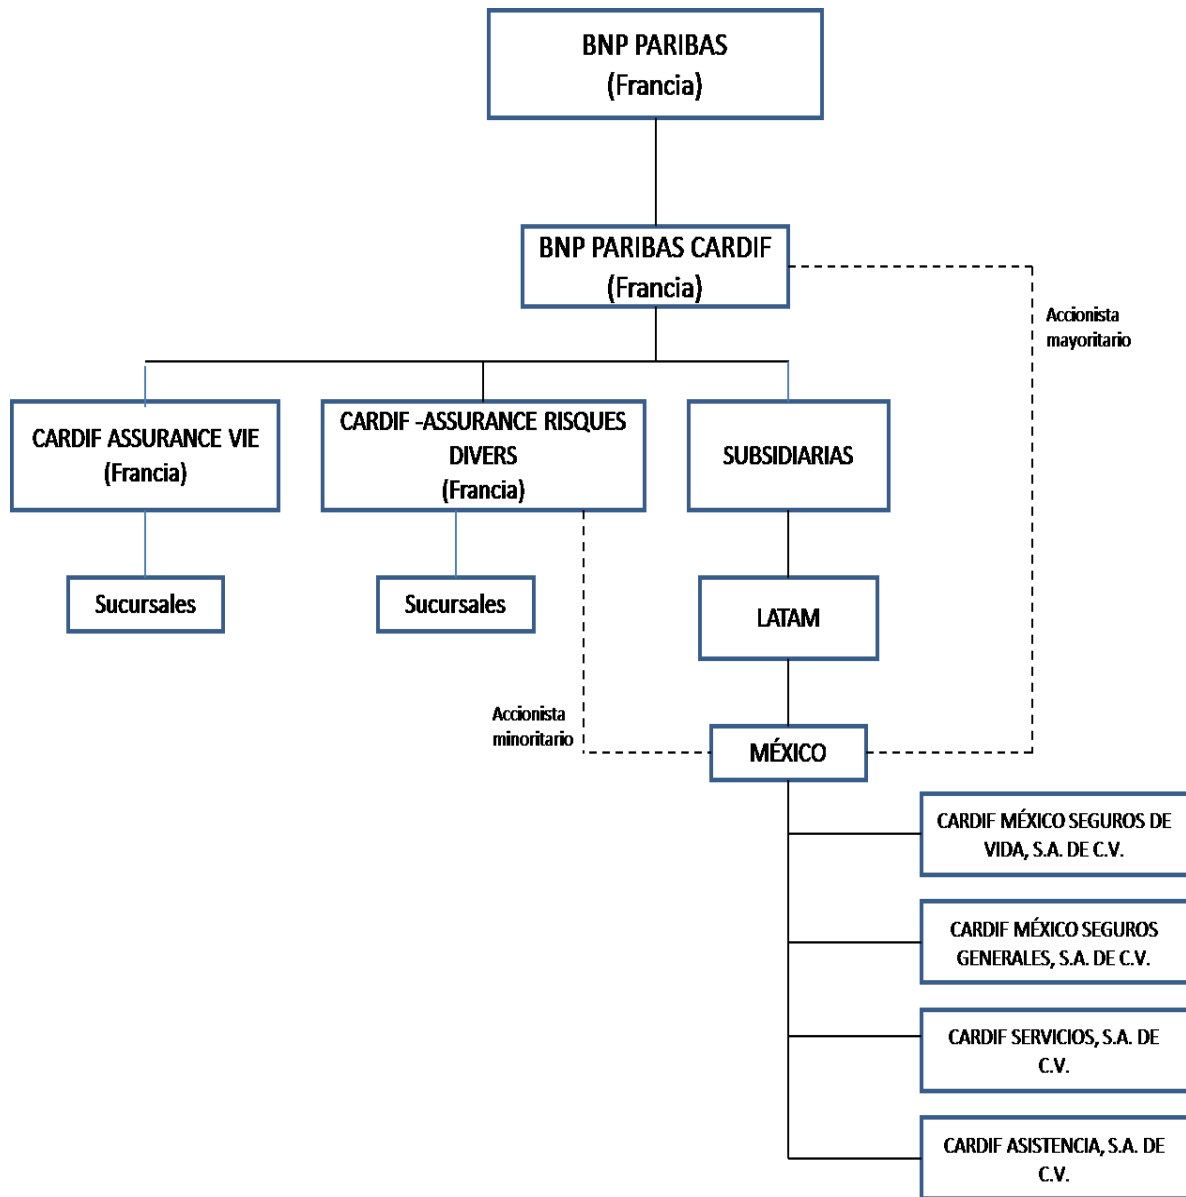 BNP PARIBAS
(Francia)
BNP PARIBAS CARDIF
(Francia)
Accionista
mayoritario
CARDIF ASSURANCE VIE
(Francia)
CARDIF -ASSURANCE RISQUES
DIVERS
(Francia)
SUBSIDIARIAS
Sucursales
Sucursales
LATAM
Accionista
minoritario
MÉXICO
CARDIF MÉXICO SEGUROS DE
VIDA, S.A. DE C.V.
CARDIF MÉXICO SEGUROS
GENERALES, S.A. DE C.V.
CARDIF SERVICIOS, S.A. DE
C.V.
CARDIF ASISTENCIA, S.A. DE
C.V.